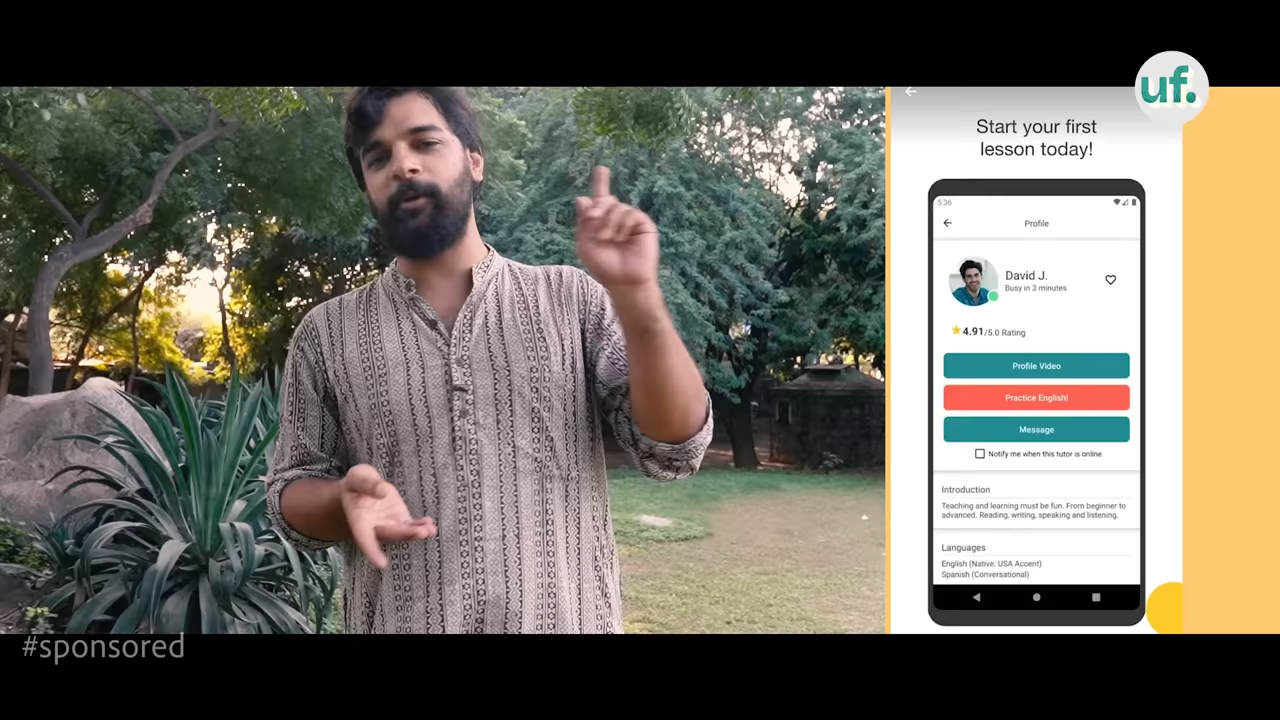 uf.
Start your first
lesson today!
5:36
Profile
David J.
Busy in 3 minutes
4.91/5.0 Rating
Profile Video
Practice English!
Message
Notify me when this tutor is online
Introduction
Teaching and learning must be fun. From beginner to
advanced. Reading, writing, speaking and listening.
Languages
English (Native: USA Accent)
Spanish (Conversational)
#sponsored